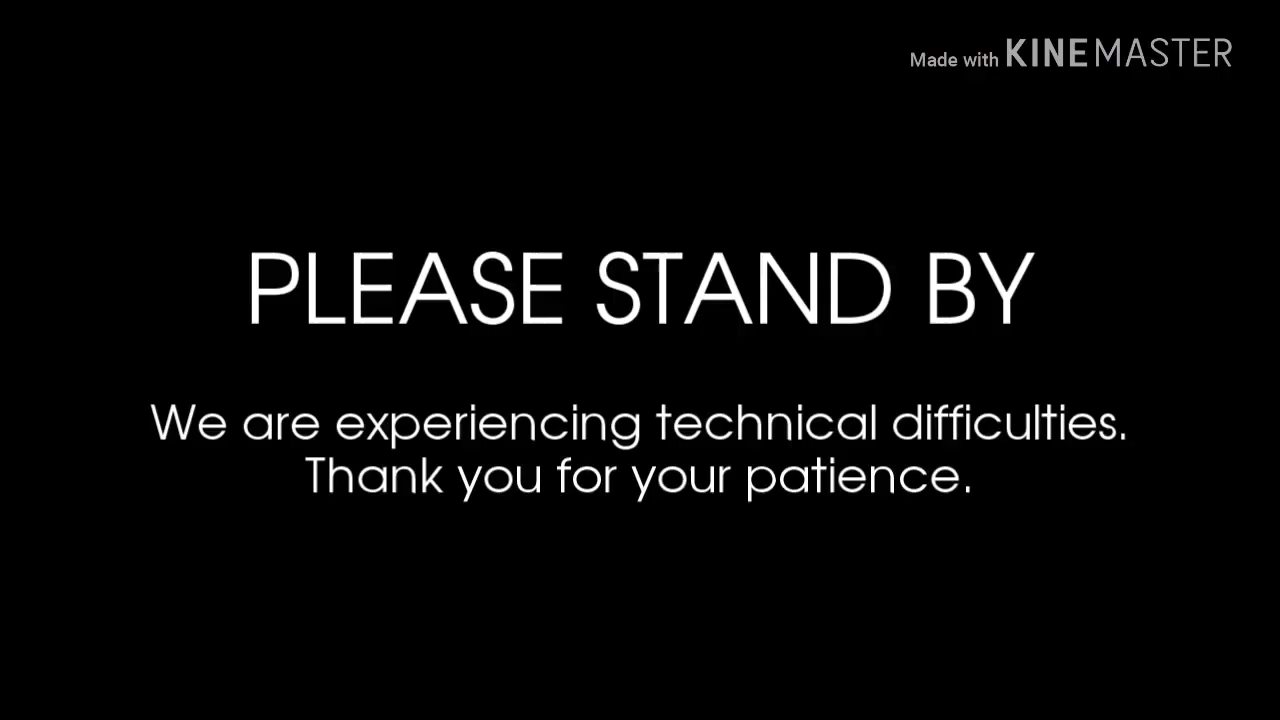 Made with KINEMASTER
PLEASE STAND BY
We are experiencing technical difficulties.
Thank you for your patience.